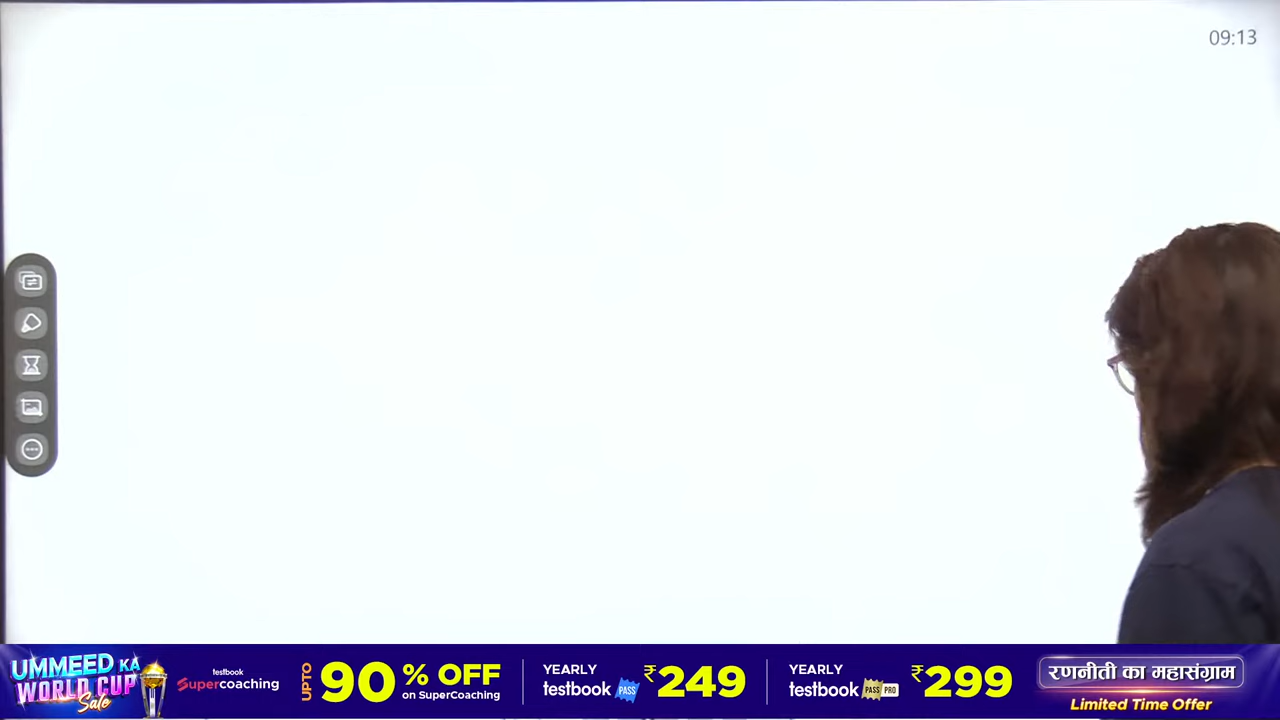 09:13
UMMEED KA
WORLD CUP
Sale
testbook
Supercoaching
UPTO
90% OFF
on SuperCoaching
YEARLY
testbook PASS
₹249
YEARLY
testbook PASS PRO
₹299
रणनीती का महासंग्राम
Limited Time Offer